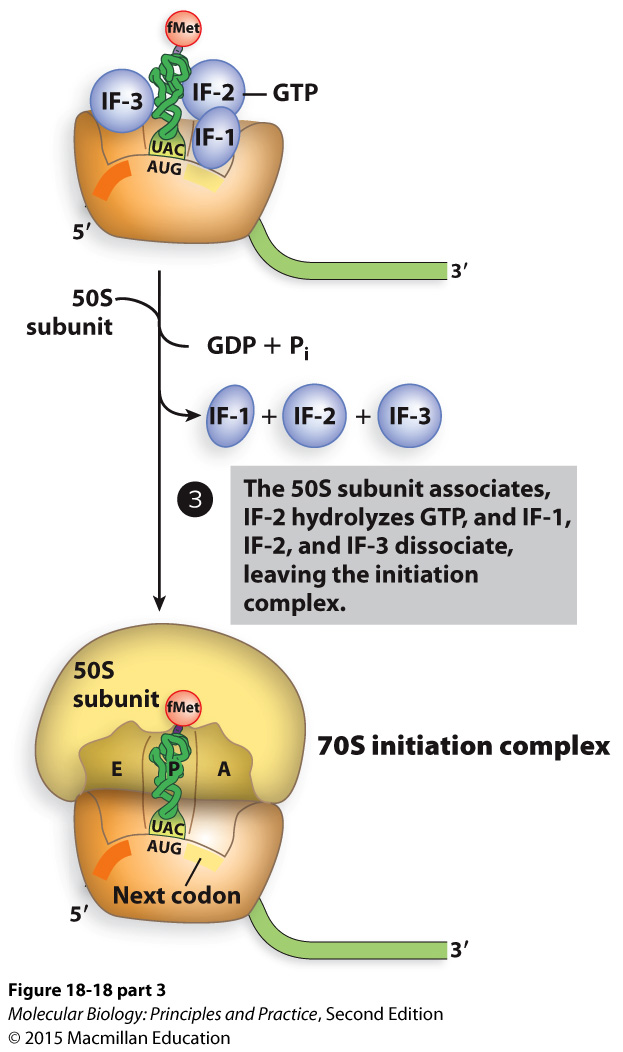 fMet
IF-3
IF-2
GTP
IF-1
UAC
AUG
5′
3′
50S
subunit
GDP + Pi
IF-1 + IF-2 + IF-3
3
The 50S subunit associates,
IF-2 hydrolyzes GTP, and IF-1,
IF-2, and IF-3 dissociate,
leaving the initiation
complex.
50S
subunit
fMet
70S initiation complex
E
P
A
UAC
AUG
Next codon
5′
3′
Figure 18-18 part 3
Molecular Biology: Principles and Practice, Second Edition
© 2015 Macmillan Education